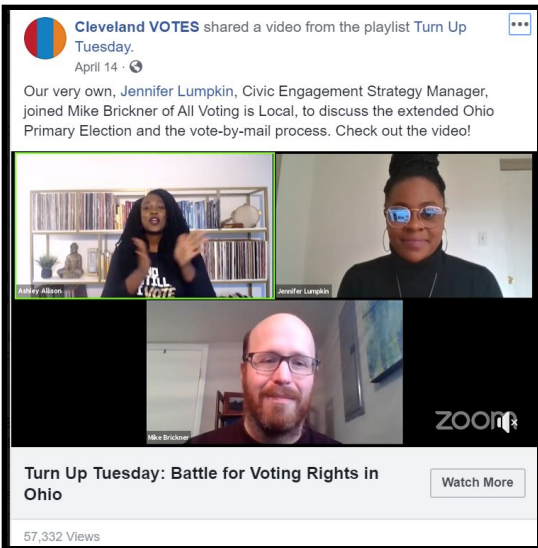 Cleveland VOTES shared a video from the playlist Turn Up
Tuesday.
April 14 ·
Our very own, Jennifer Lumpkin, Civic Engagement Strategy Manager,
joined Mike Brickner of All Voting is Local, to discuss the extended Ohio
Primary Election and the vote-by-mail process. Check out the video!
VOTE
Ashley Allison
Jennifer Lumpkin
Mike Brickner
zoom
Turn Up Tuesday: Battle for Voting Rights in
Ohio
Watch More
57,332 Views